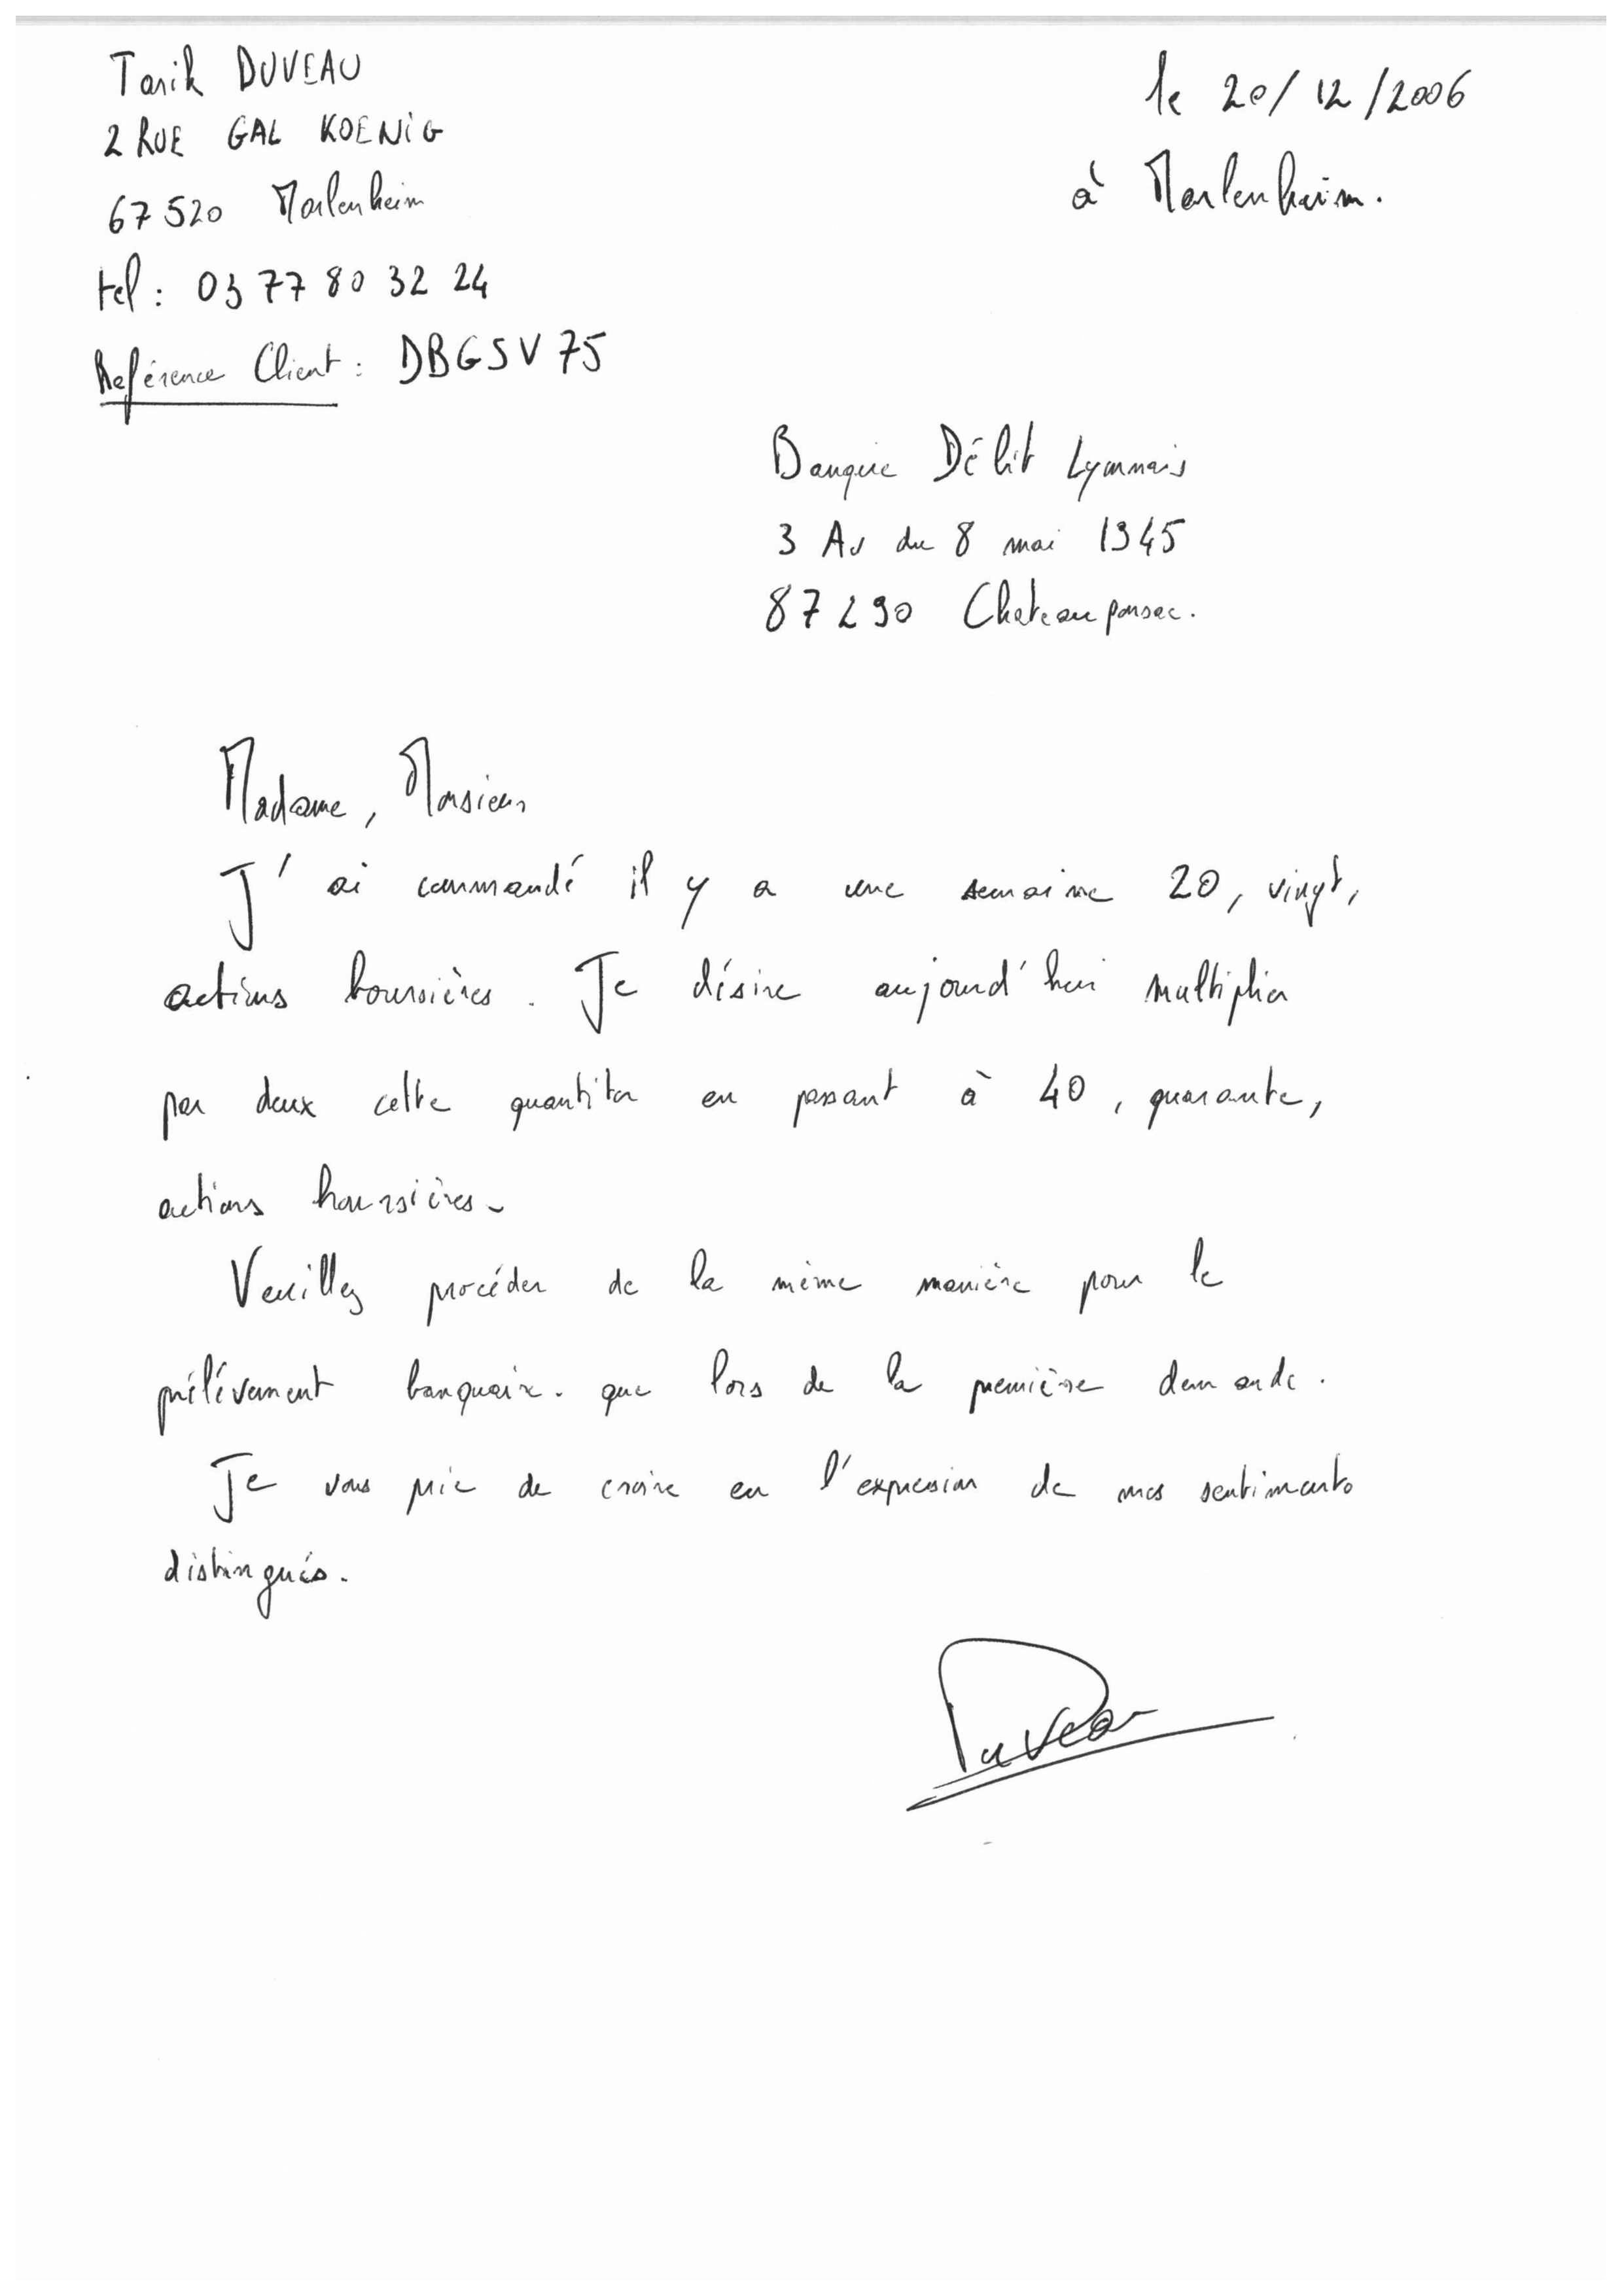 Tarik DUVEAU
2 RUE GAL KOENIG
67520 Marlenheim
tel : 03 77 80 32 24
Reférence Client : DBGSV75
le 20/12/2006
à Marlenheim.
Banque Débit Lyonnais
3 Av du 8 mai 1945
87290 Chateauponsac.
Madame, Monsieur
J'ai commandé il y a une semaine 20, vingt,
actions boursières. Je désire aujourd'hui multiplier
par deux cette quantiter en passant à 40, quarante,
actions boursières.
Veuillez procéder de la même manière pour le
prélévement banquaire que lors de la première demande.
Je vous prie de croire en l'expression de mes sentiments
distingués.
Duveau